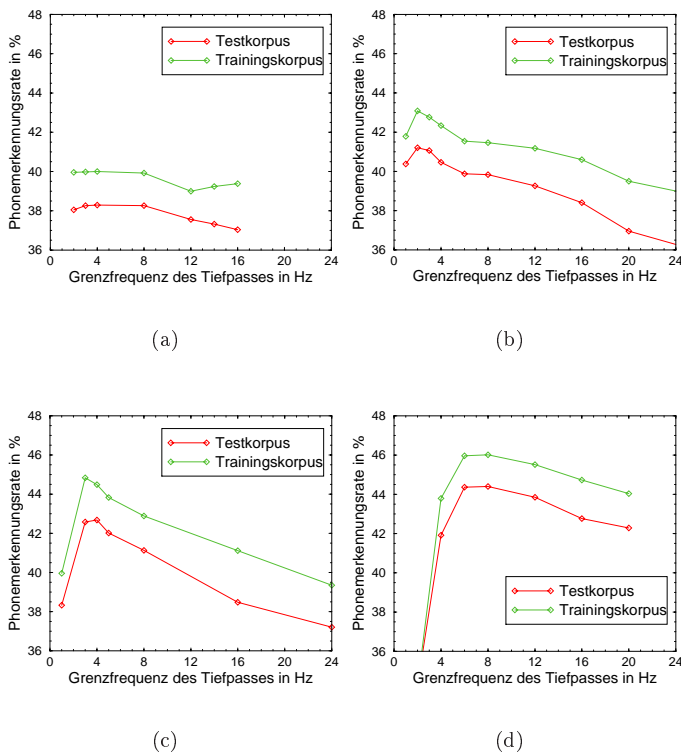 48
46
44
42
40
38
36
Phonemerkennungsrate in %
Testkorpus
Trainingskorpus
0 4 8 12 16 20 24
Grenzfrequenz des Tiefpasses in Hz
(a)
48
46
44
42
40
38
36
Phonemerkennungsrate in %
Testkorpus
Trainingskorpus
0 4 8 12 16 20 24
Grenzfrequenz des Tiefpasses in Hz
(b)
48
46
44
42
40
38
36
Phonemerkennungsrate in %
Testkorpus
Trainingskorpus
0 4 8 12 16 20 24
Grenzfrequenz des Tiefpasses in Hz
(c)
48
46
44
42
40
38
36
Phonemerkennungsrate in %
Testkorpus
Trainingskorpus
0 4 8 12 16 20 24
Grenzfrequenz des Tiefpasses in Hz
(d)